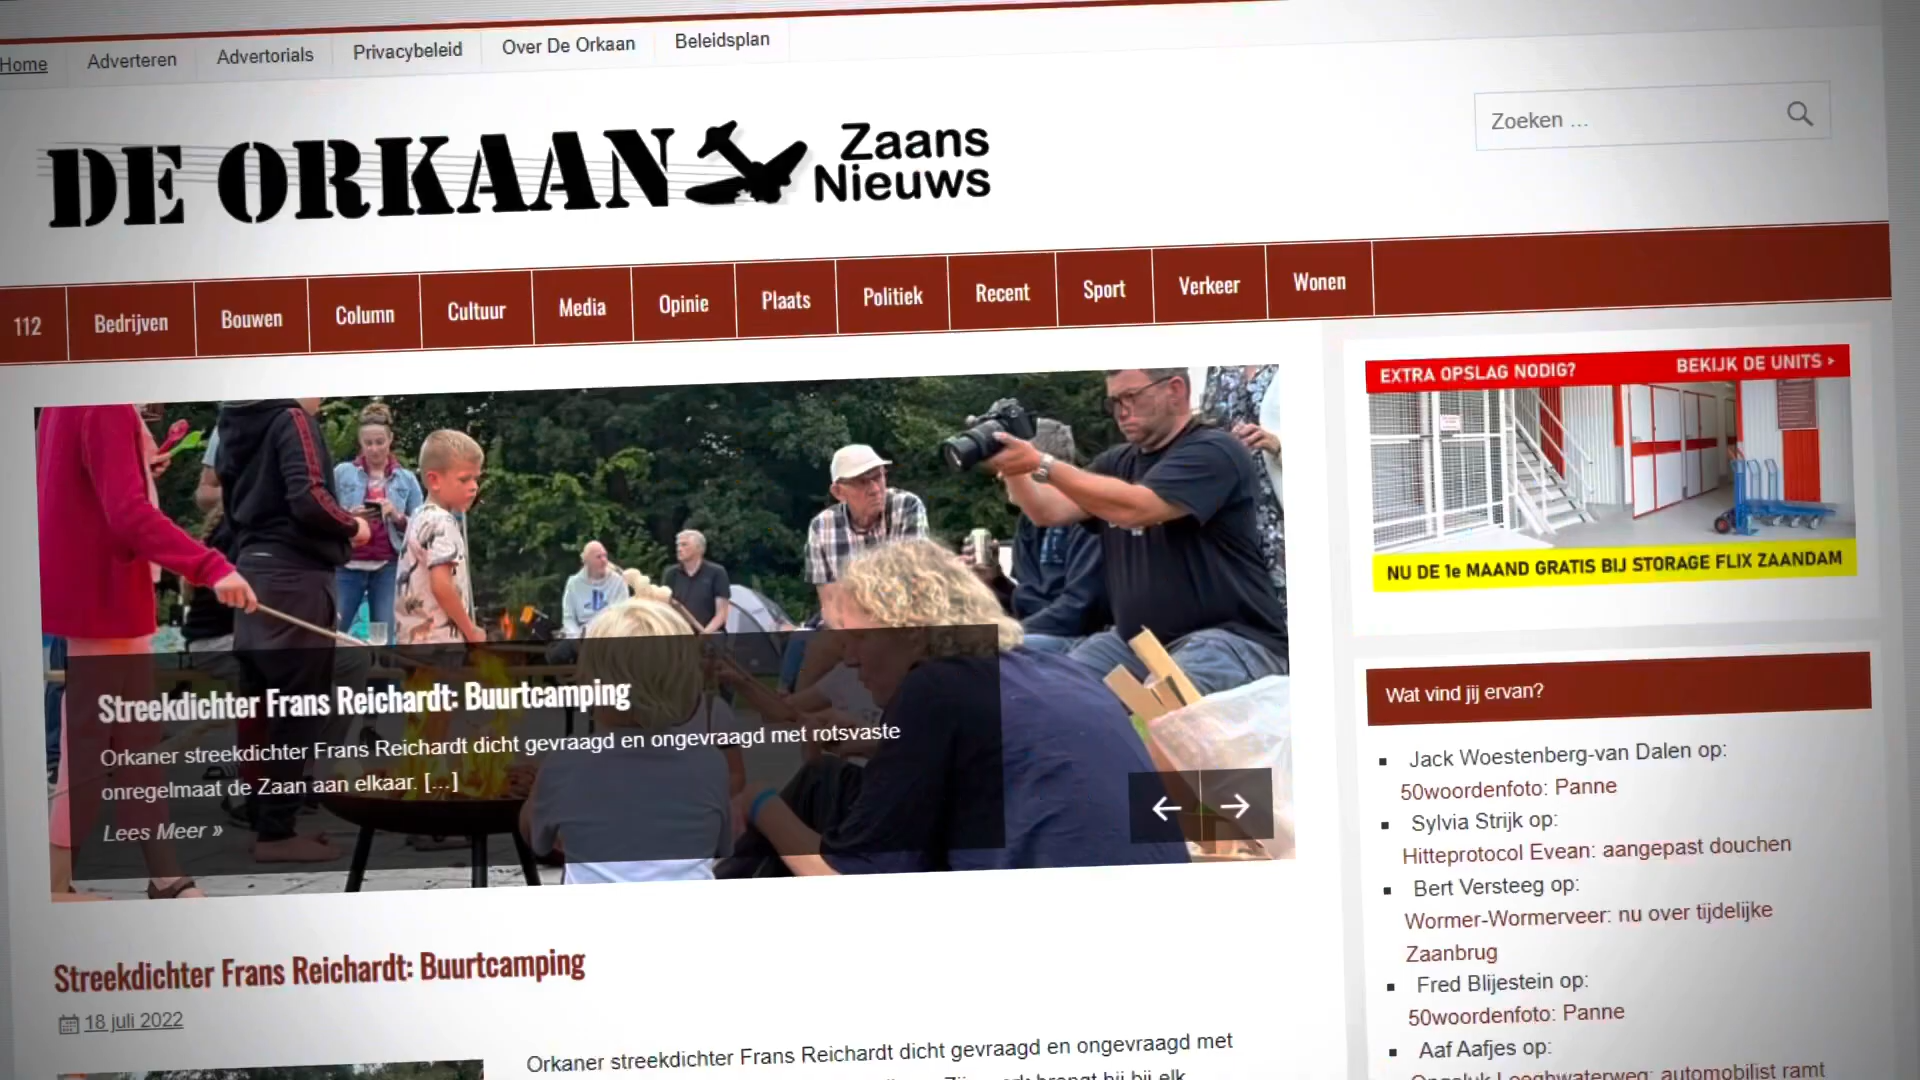 Home Adverteren Advertorials Privacybeleid Over De Orkaan Beleidsplan
DE ORKAAN Zaans Nieuws
Zoeken ...
112 Bedrijven Bouwen Column Cultuur Media Opinie Plaats Politiek Recent Sport Verkeer Wonen
Streekdichter Frans Reichardt: Buurtcamping
Orkaner streekdichter Frans Reichardt dicht gevraagd en ongevraagd met rotsvaste
onregelmaat de Zaan aan elkaar. [...]
Lees Meer »
Streekdichter Frans Reichardt: Buurtcamping
18 juli 2022
Orkaner streekdichter Frans Reichardt dicht gevraagd en ongevraagd met
EXTRA OPSLAG NODIG? BEKIJK DE UNITS >
NU DE 1e MAAND GRATIS BIJ STORAGE FLIX ZAANDAM
Wat vind jij ervan?
Jack Woestenberg-van Dalen op:
50woordenfoto: Panne
Sylvia Strijk op:
Hitteprotocol Evean: aangepast douchen
Bert Versteeg op:
Wormer-Wormerveer: nu over tijdelijke
Zaanbrug
Fred Blijestein op:
50woordenfoto: Panne
Aaf Aafjes op:
automobilist ramt